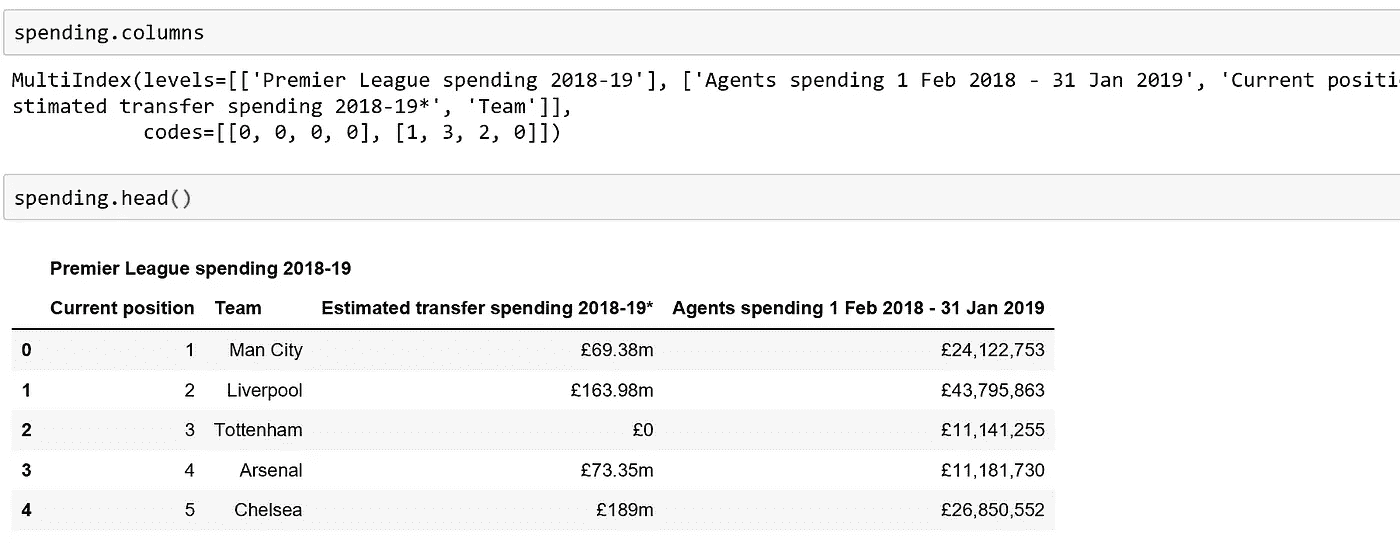 spending.columns
MultiIndex(levels=[['Premier League spending 2018-19'], ['Agents spending 1 Feb 2018 - 31 Jan 2019', 'Current positi
stimated transfer spending 2018-19*', 'Team']],
codes=[[0, 0, 0, 0], [1, 3, 2, 0]])
spending.head()
Premier League spending 2018-19
Current position Team Estimated transfer spending 2018-19* Agents spending 1 Feb 2018 - 31 Jan 2019
0 1 Man City £69.38m £24,122,753
1 2 Liverpool £163.98m £43,795,863
2 3 Tottenham £0 £11,141,255
3 4 Arsenal £73.35m £11,181,730
4 5 Chelsea £189m £26,850,552